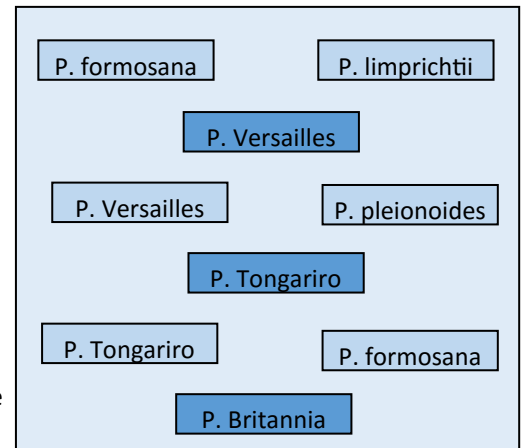 P. formosana P. limprichtii
P. Versailles
P. Versailles P. pleionoides
P. Tongariro
P. Tongariro P. formosana
e
P. Britannia